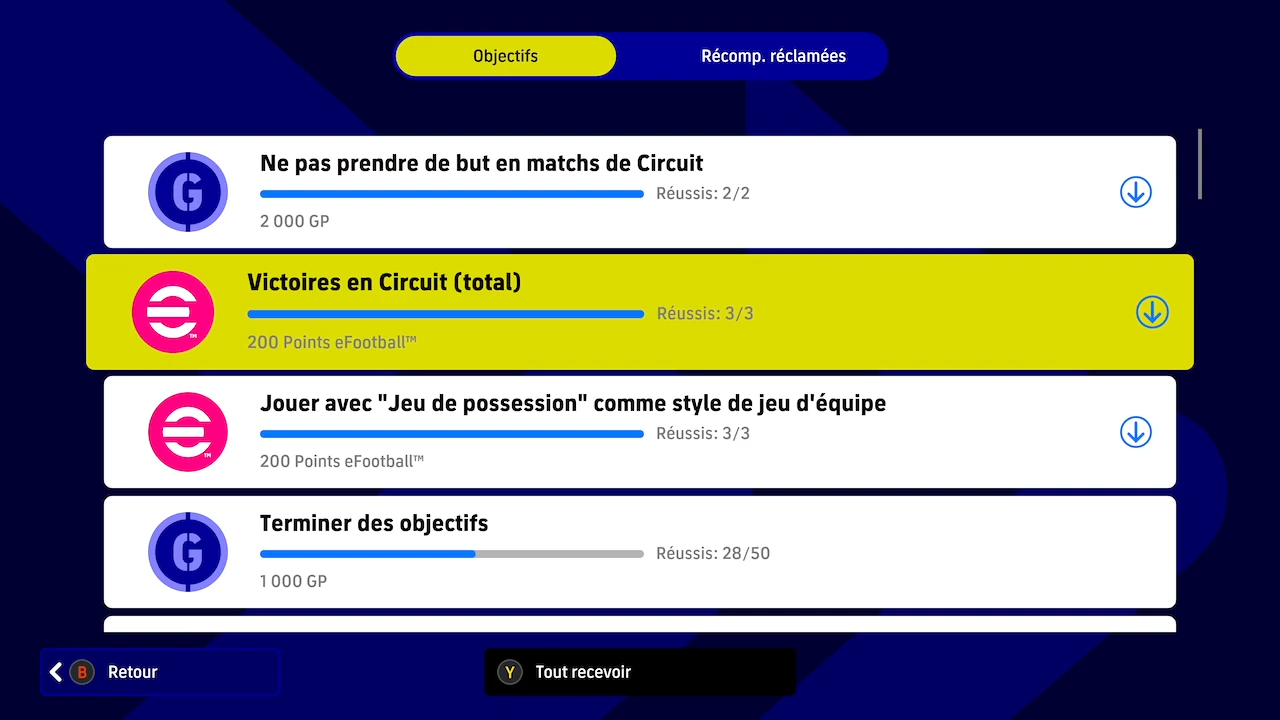 Objectifs
Récomp. réclamées
Ne pas prendre de but en matchs de Circuit
Réussis: 2/2
2 000 GP
Victoires en Circuit (total)
Réussis: 3/3
200 Points eFootball™
Jouer avec "Jeu de possession" comme style de jeu d'équipe
Réussis: 3/3
200 Points eFootball™
Terminer des objectifs
Réussis: 28/50
1 000 GP
B Retour
Y Tout recevoir